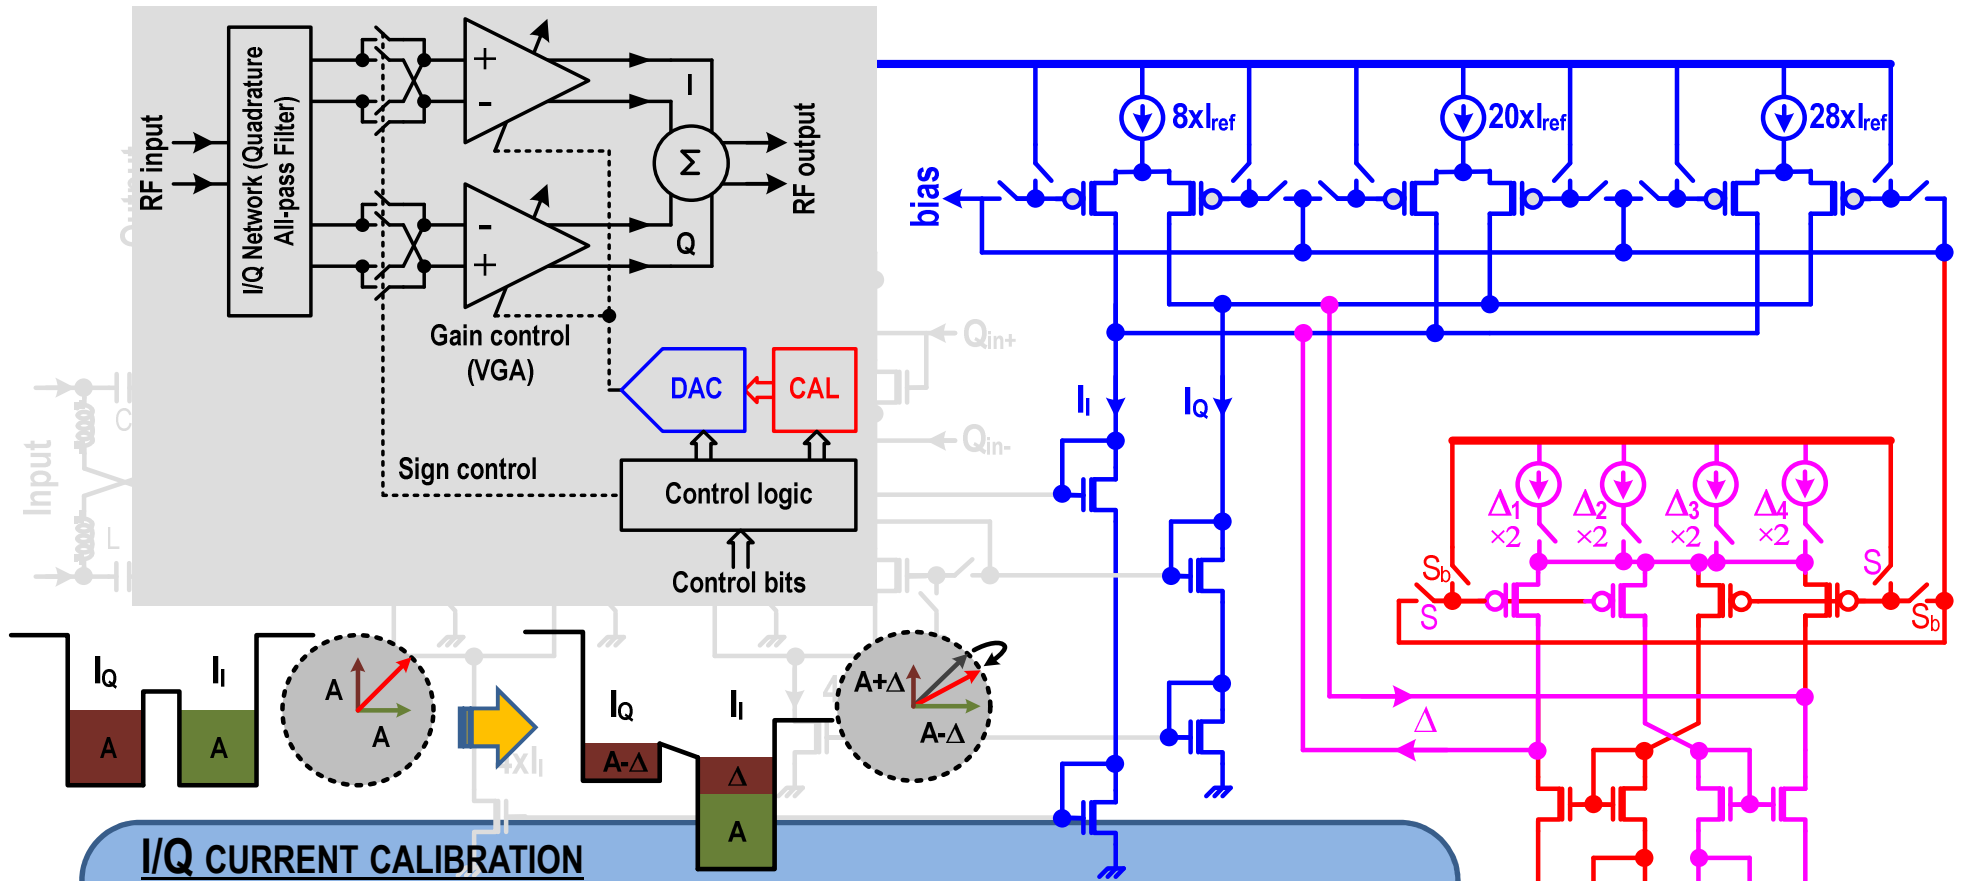 RF input
I/Q Network (Quadrature
All-pass Filter)
+
-
-
+
I
Q
Σ
RF output
Gain control
(VGA)
DAC
CAL
Sign control
Control logic
Control bits
Input
C
L
Qin+
Qin-
bias
8xIref
20xIref
28xIref
II
IQ
Δ1
×2
Δ2
×2
Δ3
×2
Δ4
×2
Sb
S
S
Sb
Δ
IQ
II
A
A
A
A
4xII
IQ
II
A-Δ
Δ
A
A+Δ
A-Δ
I/Q CURRENT CALIBRATION